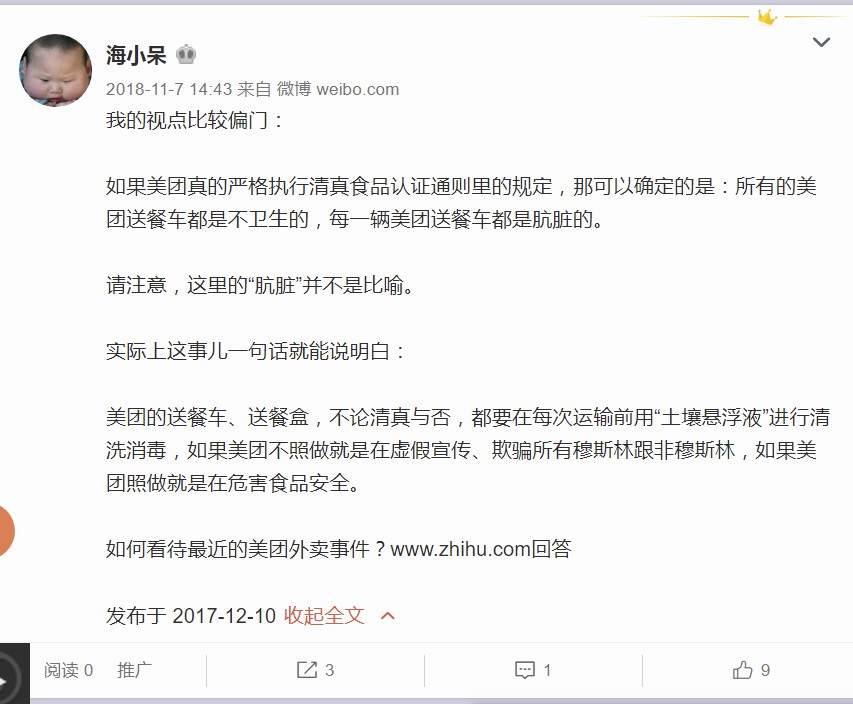 海小呆
2018-11-7 14:43 来自 微博 weibo.com
我的视点比较偏门：
如果美团真的严格执行清真食品认证通则里的规定，那可以确定的是：所有的美
团送餐车都是不卫生的，每一辆美团送餐车都是肮脏的。
请注意，这里的“肮脏”并不是比喻。
实际上这事儿一句话就能说明白：
美团的送餐车、送餐盒，不论清真与否，都要在每次运输前用“土壤悬浮液”进行清
洗消毒，如果美团不照做就是在虚假宣传、欺骗所有穆斯林跟非穆斯林，如果美
团照做就是在危害食品安全。
如何看待最近的美团外卖事件？www.zhihu.com回答
发布于 2017-12-10 收起全文
阅读 0 推广 3 1 9